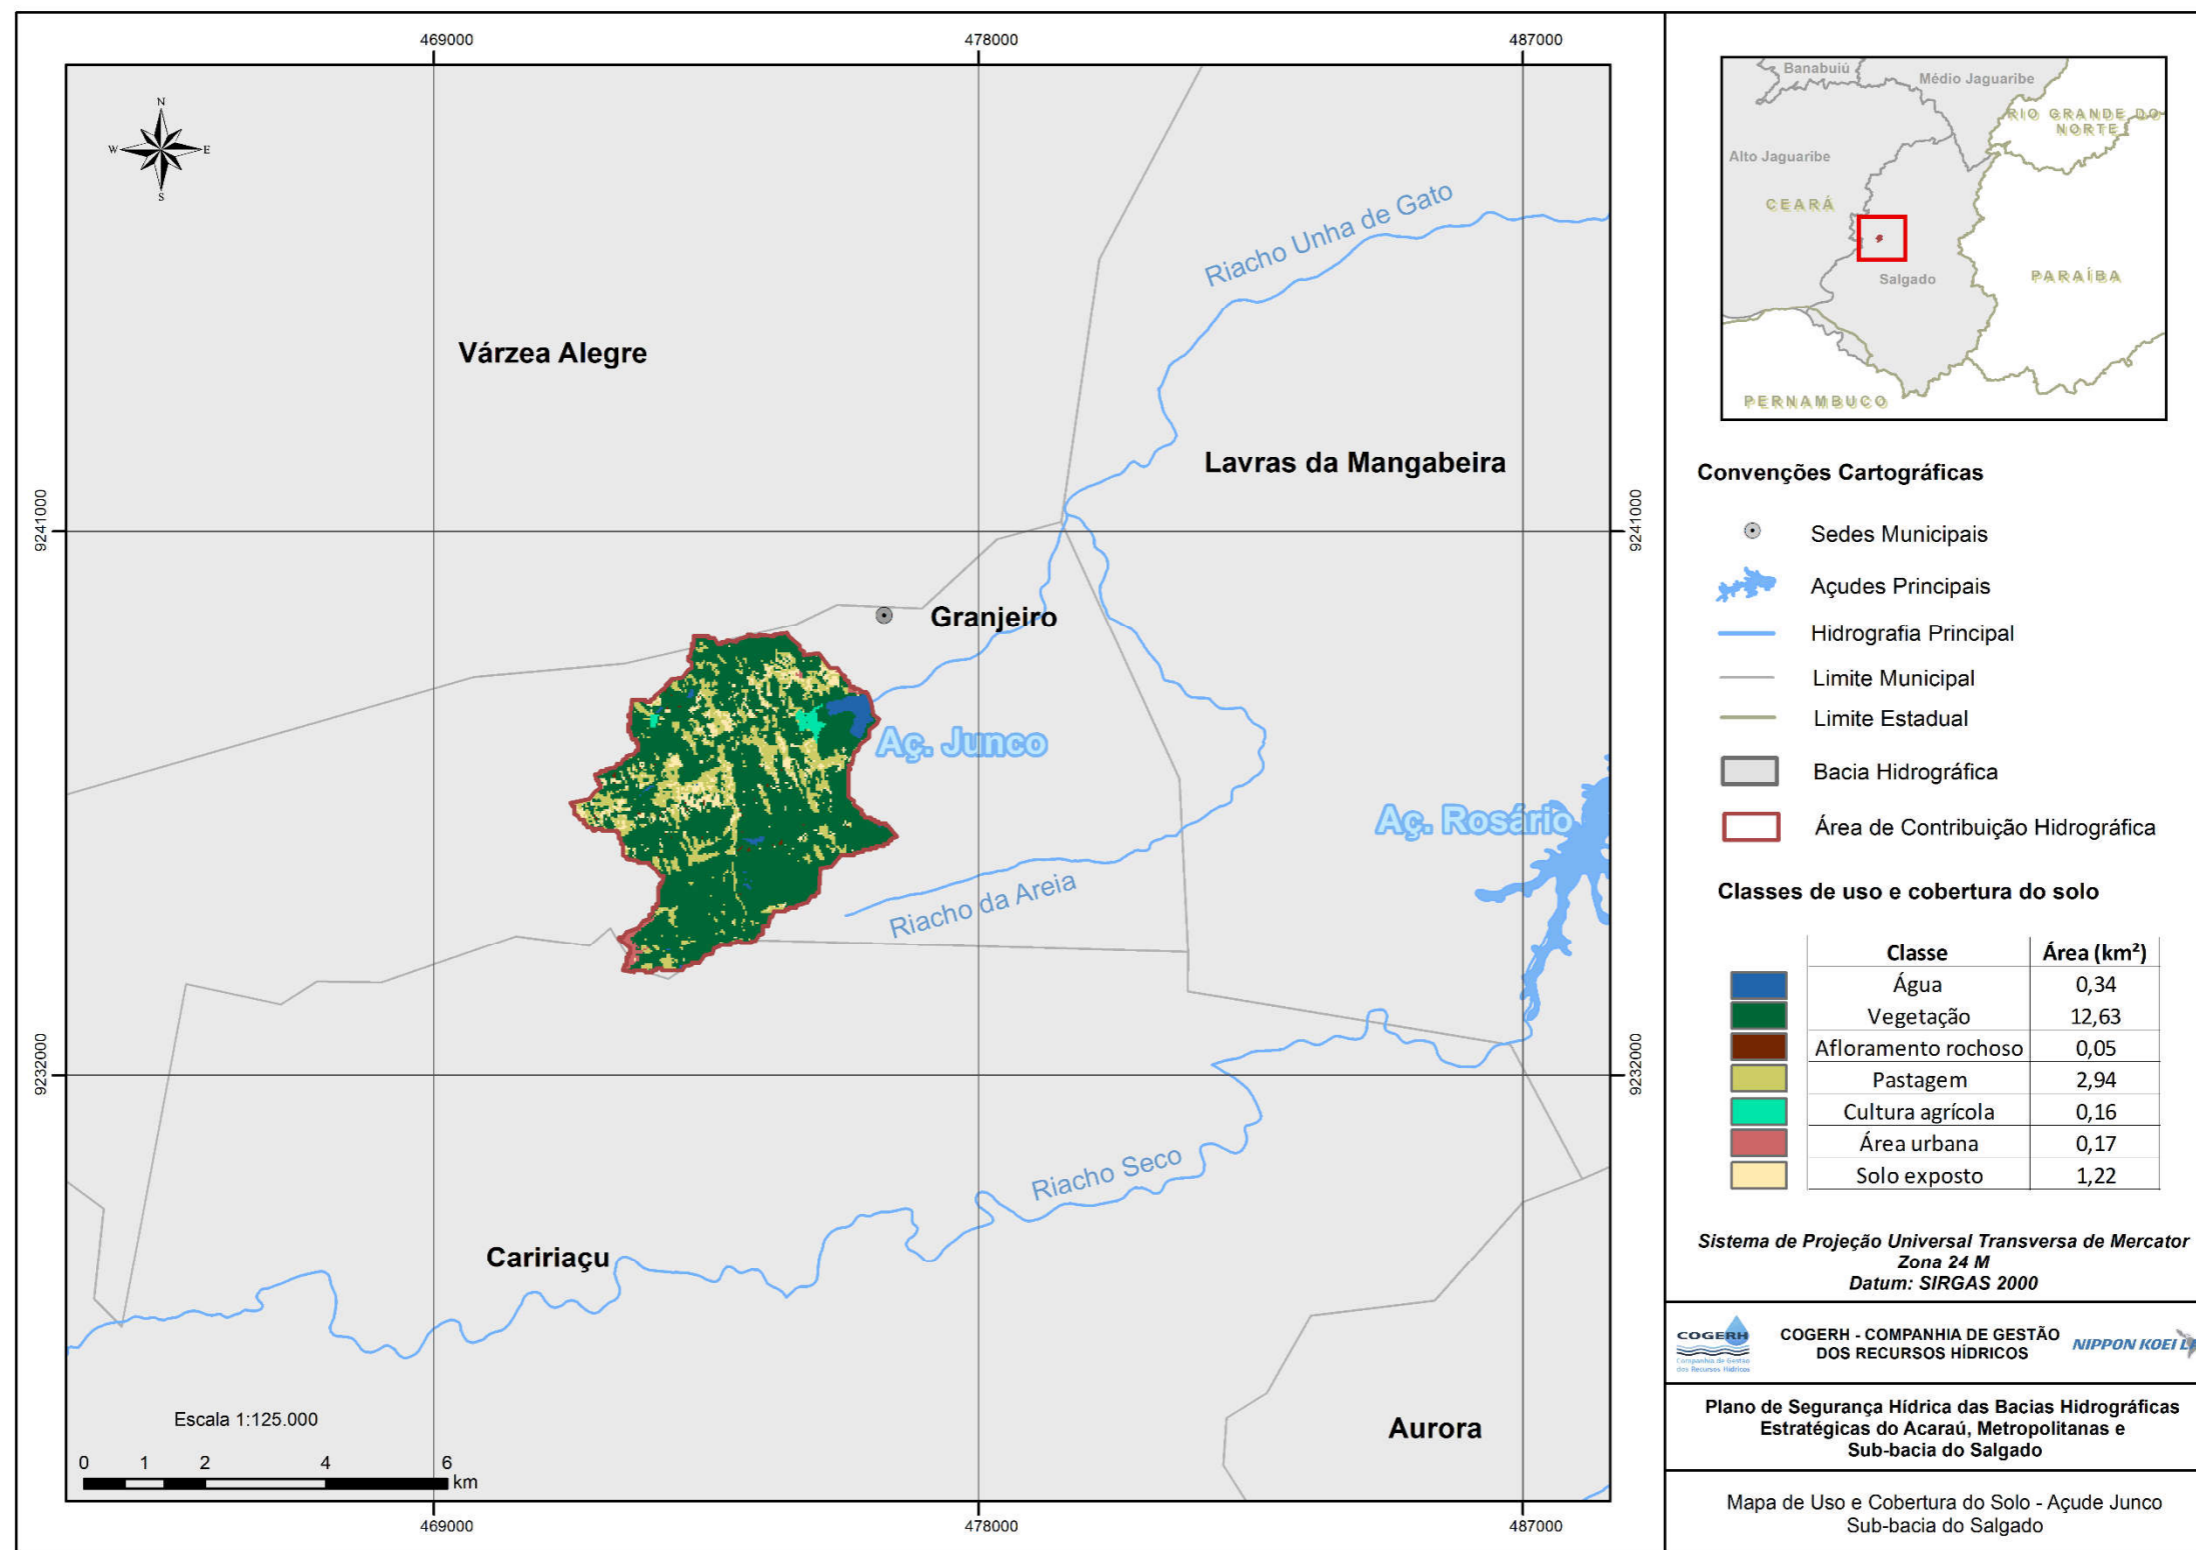 469000
478000
487000
N
W
E
S
Riacho Unha de Gato
Várzea Alegre
Lavras da Mangabeira
9241000
9241000
Granjeiro
Aç. Junco
Aç. Rosário
Riacho da Areia
9232000
9232000
Riacho Seco
Caririaçu
Aurora
Escala 1:125.000
0 1 2 4 6
km
469000
478000
487000
Banabuiú
Médio Jaguaribe
RIO GRANDE DO
NORTE
Alto Jaguaribe
CEARÁ
Salgado
PARAÍBA
PERNAMBUCO
Convenções Cartográficas
Sedes Municipais
Açudes Principais
Hidrografia Principal
Limite Municipal
Limite Estadual
Bacia Hidrográfica
Área de Contribuição Hidrográfica
Classes de uso e cobertura do solo
Classe Área (km²)
Água 0,34
Vegetação 12,63
Afloramento rochoso 0,05
Pastagem 2,94
Cultura agrícola 0,16
Área urbana 0,17
Solo exposto 1,22
Sistema de Projeção Universal Transversa de Mercator
Zona 24 M
Datum: SIRGAS 2000
COGERH
Companhia de Gestão
dos Recursos Hídricos
COGERH - COMPANHIA DE GESTÃO
DOS RECURSOS HÍDRICOS
NIPPON KOEI
Plano de Segurança Hídrica das Bacias Hidrográficas
Estratégicas do Acaraú, Metropolitanas e
Sub-bacia do Salgado
Mapa de Uso e Cobertura do Solo - Açude Junco
Sub-bacia do Salgado